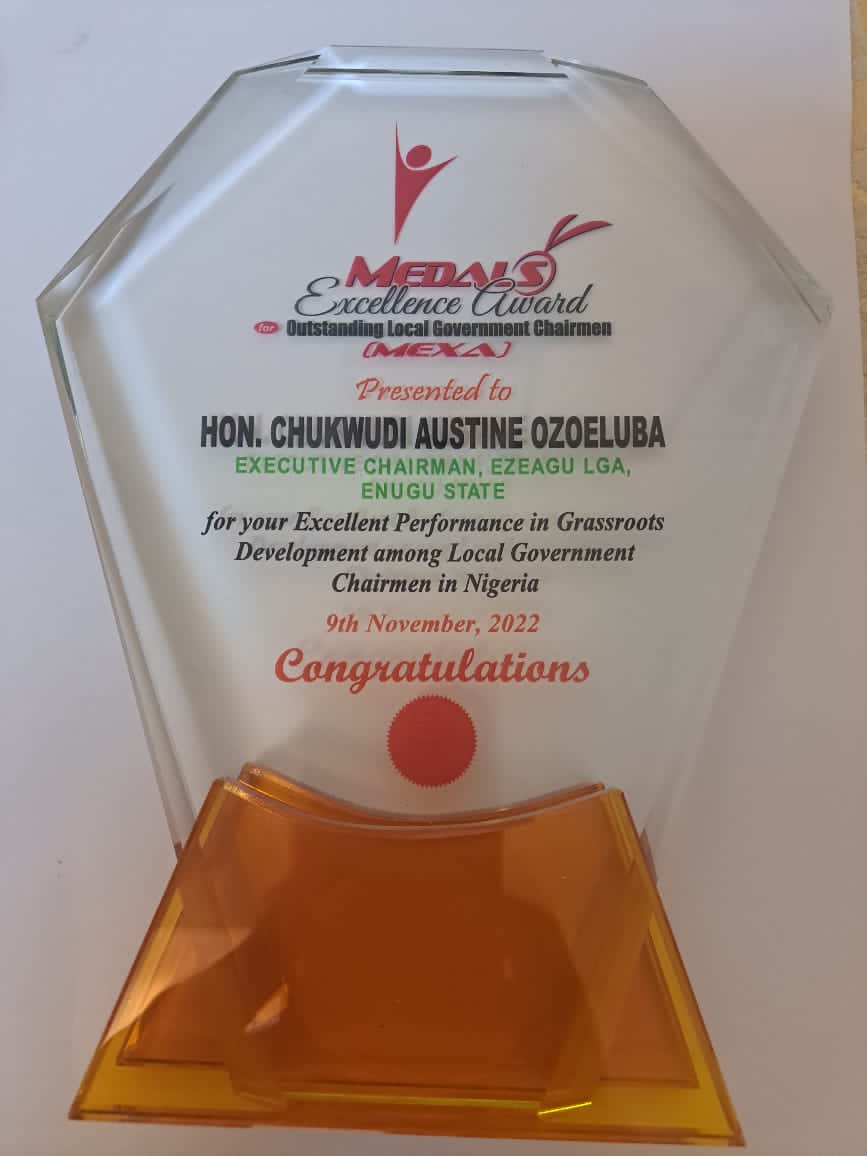 MEDALS
Excellence Award
for Outstanding Local Government Chairmen
(MEXA)
Presented to
HON. CHUKWUDI AUSTINE OZOELUBA
EXECUTIVE CHAIRMAN, EZEAGU LGA,
ENUGU STATE
for your Excellent Performance in Grassroots
Development among Local Government
Chairmen in Nigeria
9th November, 2022
Congratulations